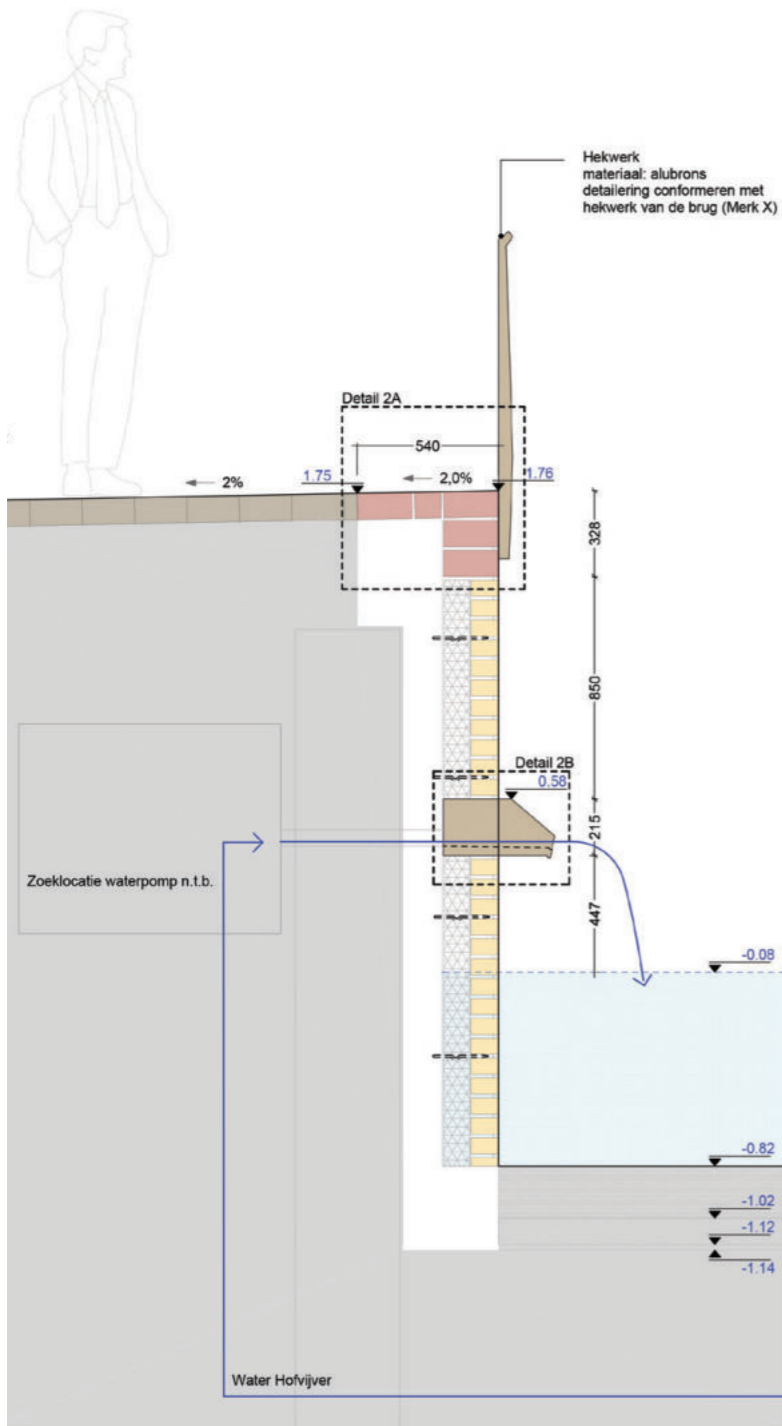 Hekwerk
materiaal: alubrons
detailering conformeren met
hekwerk van de brug (Merk X)
Detail 2A
540
2%
1.75
2,0%
1.76
328
850
Detail 2B
0.58
215
Zoeklocatie waterpomp n.t.b.
447
-0.08
-0.82
-1.02
-1.12
-1.14
Water Hofvijver